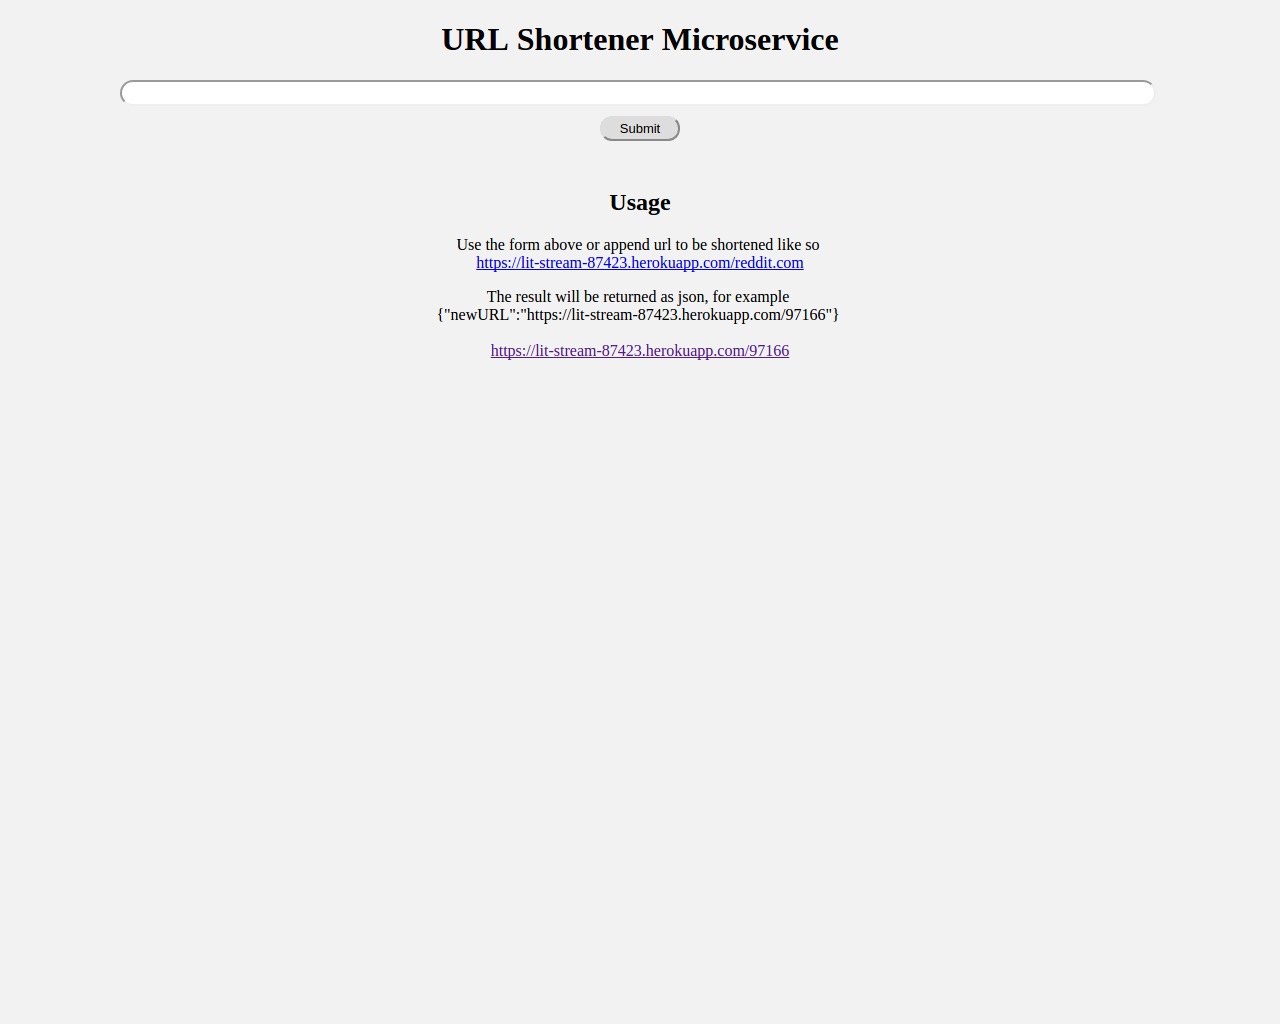 URL Shortener Microservice
Submit
Usage
Use the form above or append url to be shortened like so
https://lit-stream-87423.herokuapp.com/reddit.com
The result will be returned as json, for example
{"newURL":"https://lit-stream-87423.herokuapp.com/97166"}
https://lit-stream-87423.herokuapp.com/97166